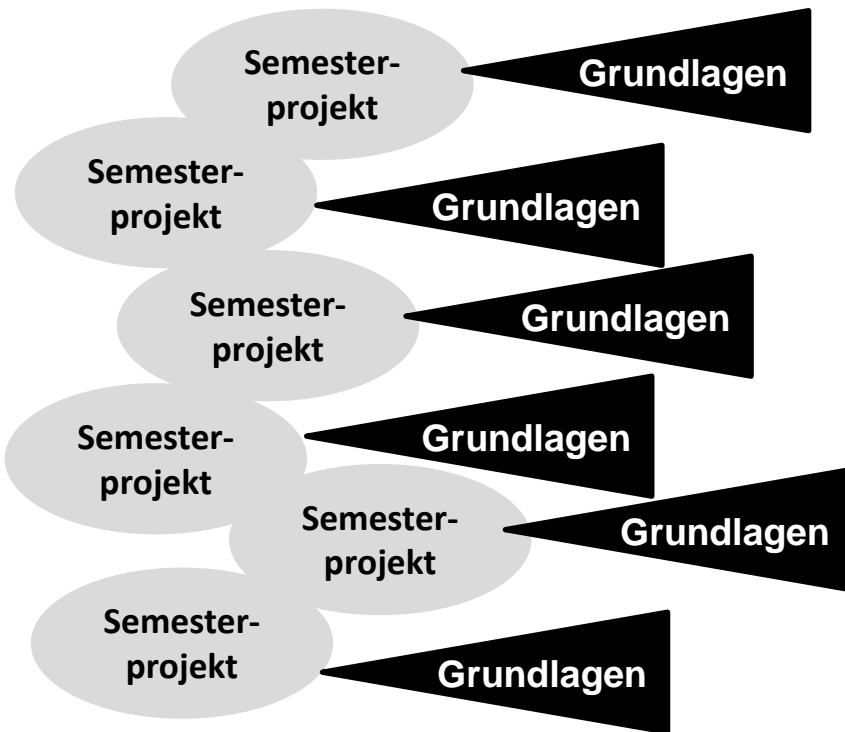 Semester-
projekt
Grundlagen
Semester-
projekt
Grundlagen
Semester-
projekt
Grundlagen
Semester-
projekt
Grundlagen
Semester-
projekt
Grundlagen
Semester-
projekt
Grundlagen